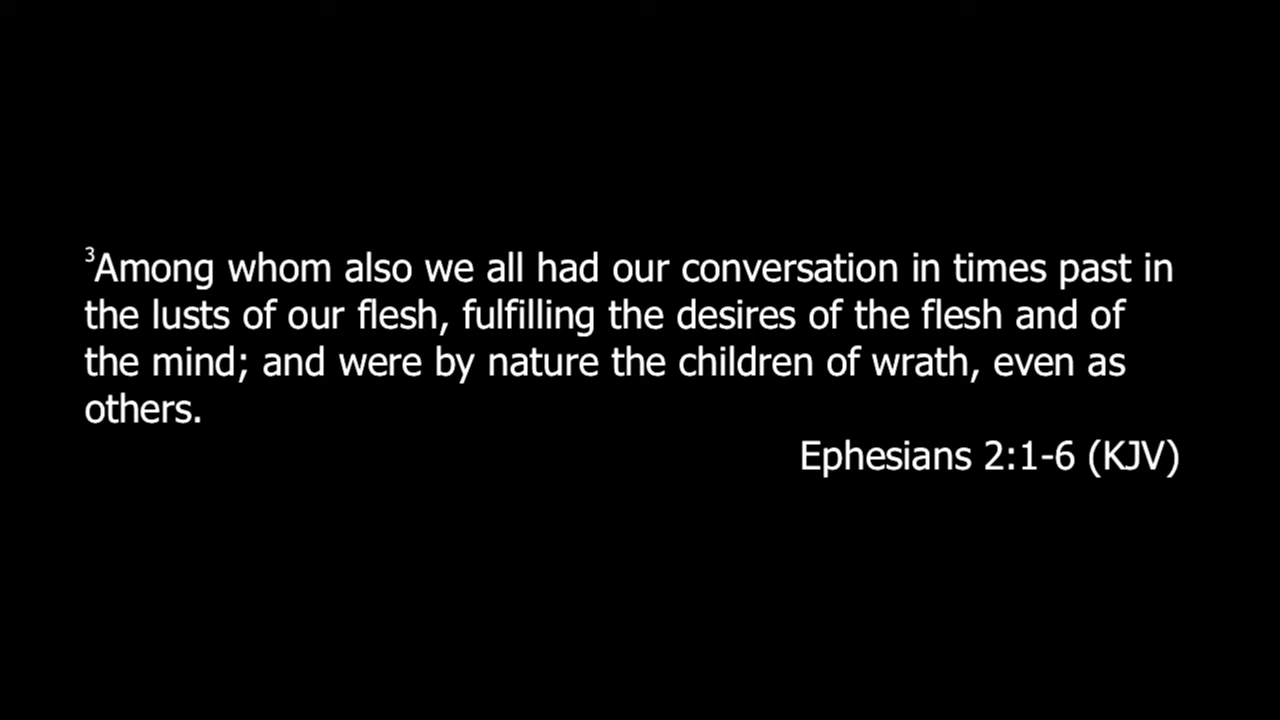 ³Among whom also we all had our conversation in times past in
the lusts of our flesh, fulfilling the desires of the flesh and of
the mind; and were by nature the children of wrath, even as
others.
Ephesians 2:1-6 (KJV)